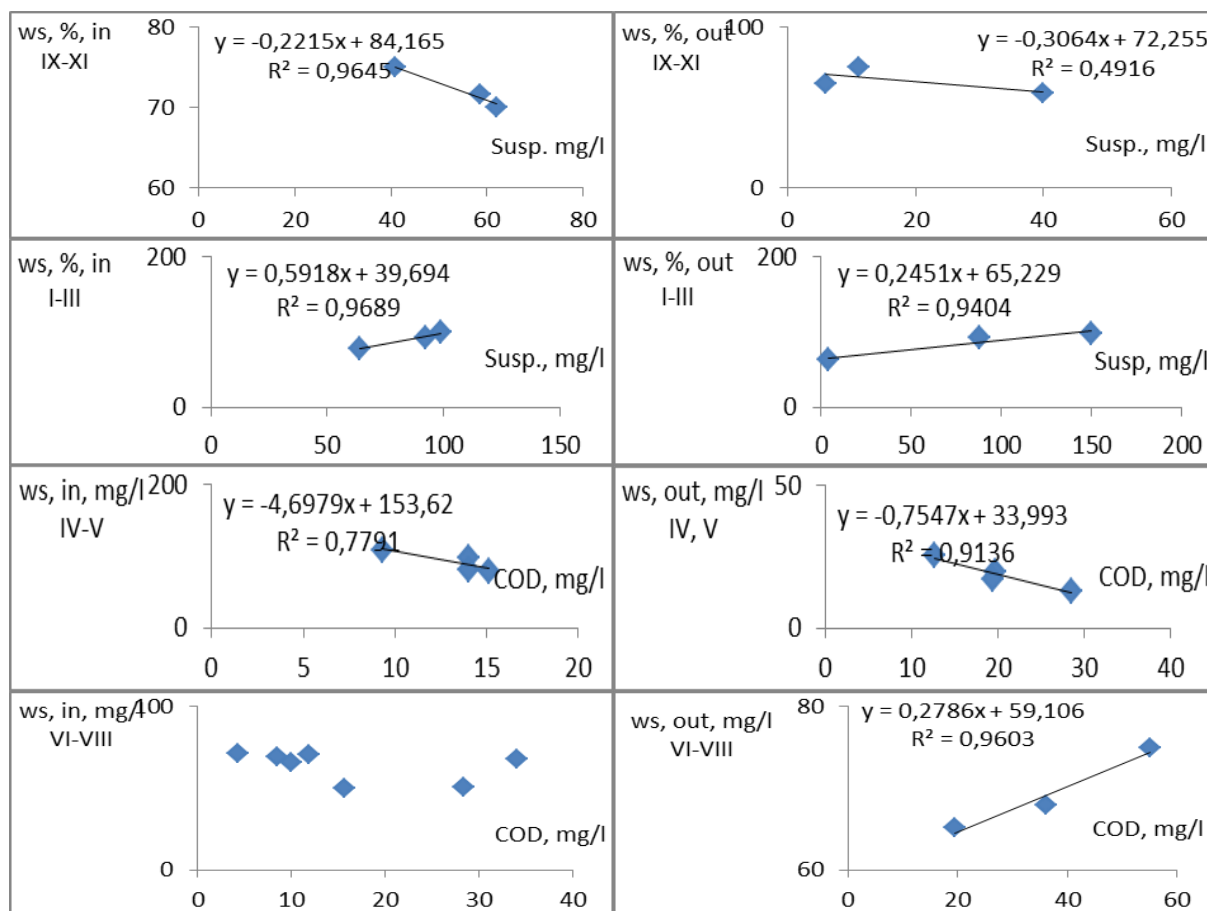 ws, %, in
IX-XI
80
70
60
y = -0,2215x + 84,165
R² = 0,9645
Susp. mg/l
0 20 40 60 80
ws, %, out
IX-XI
100
0
y = -0,3064x + 72,255
R² = 0,4916
Susp., mg/l
0 20 40 60
ws, %, in
I-III
200
0
y = 0,5918x + 39,694
R² = 0,9689
Susp., mg/l
0 50 100 150
ws, %, out
I-III
200
0
y = 0,2451x + 65,229
R² = 0,9404
Susp, mg/l
0 50 100 150 200
ws, in, mg/l
IV-V
200
0
y = -4,6979x + 153,62
R² = 0,7791
COD, mg/l
0 5 10 15 20
ws, out, mg/l
IV, V
50
0
y = -0,7547x + 33,993
R² = 0,9136
COD, mg/l
0 10 20 30 40
ws, in, mg/l
VI-VIII
100
0
COD, mg/l
0 10 20 30 40
ws, out, mg/l
VI-VIII
80
60
y = 0,2786x + 59,106
R² = 0,9603
COD, mg/l
0 20 40 60